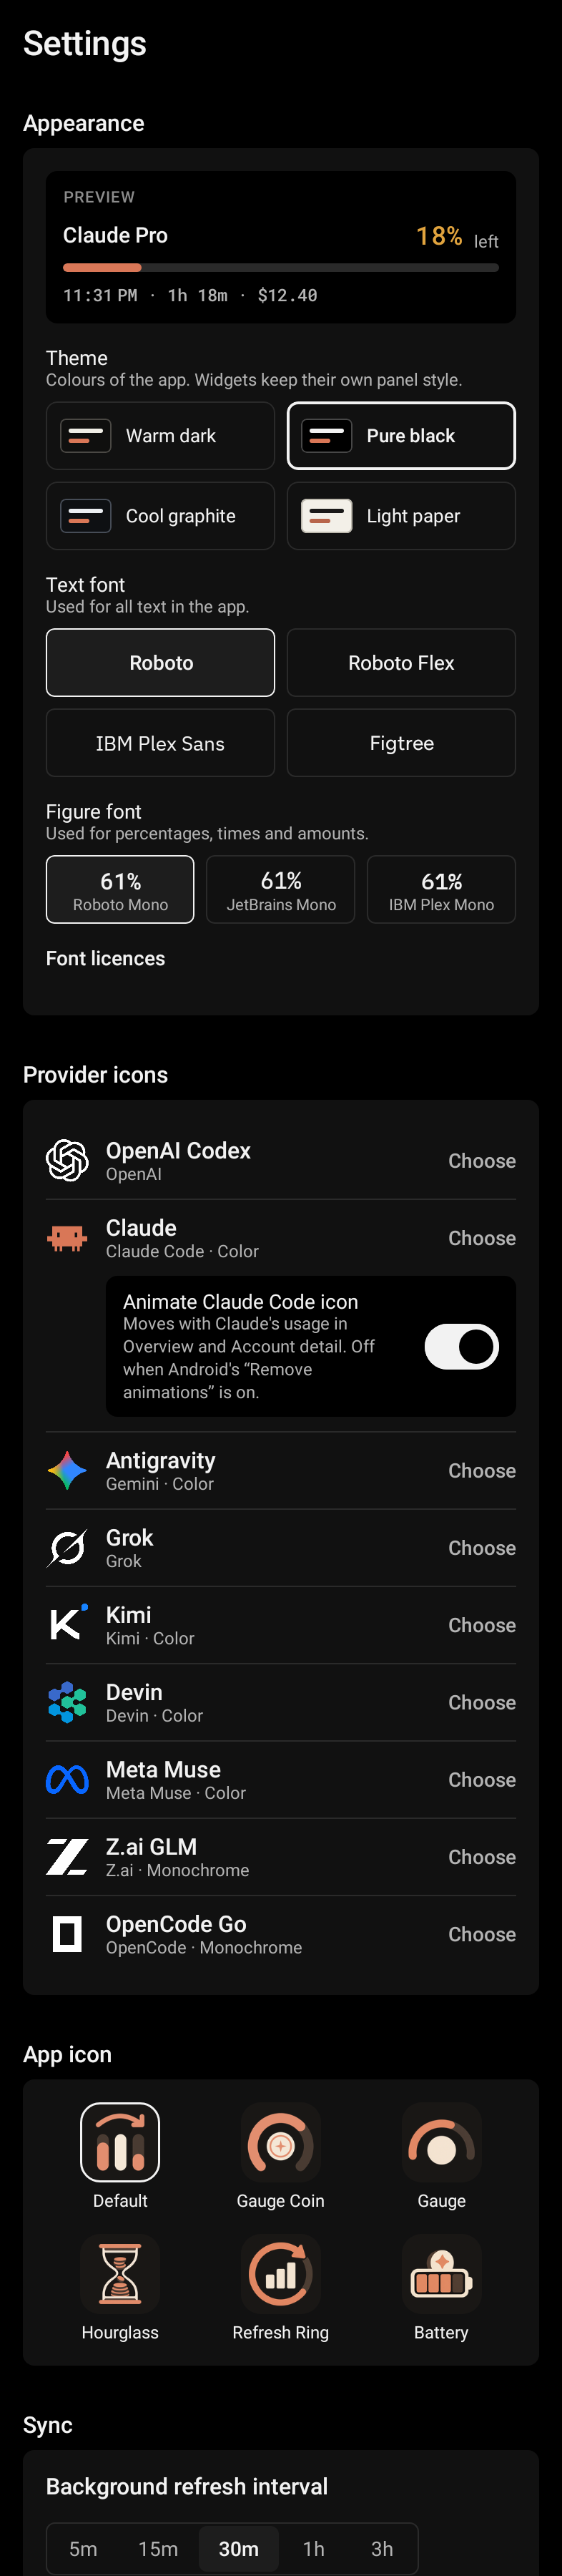 Settings
Appearance
PREVIEW
Claude Pro
18% left
11:31 PM · 1h 18m · $12.40
Theme
Colours of the app. Widgets keep their own panel style.
Warm dark
Pure black
Cool graphite
Light paper
Text font
Used for all text in the app.
Roboto
Roboto Flex
IBM Plex Sans
Figtree
Figure font
Used for percentages, times and amounts.
61%
Roboto Mono
61%
JetBrains Mono
61%
IBM Plex Mono
Font licences
Provider icons
OpenAI Codex
OpenAI
Choose
Claude
Claude Code · Color
Choose
Animate Claude Code icon
Moves with Claude's usage in
Overview and Account detail. Off
when Android's “Remove
animations” is on.
Antigravity
Gemini · Color
Choose
Grok
Grok
Choose
Kimi
Kimi · Color
Choose
Devin
Devin · Color
Choose
Meta Muse
Meta Muse · Color
Choose
Z.ai GLM
Z.ai · Monochrome
Choose
OpenCode Go
OpenCode · Monochrome
Choose
App icon
Default
Gauge Coin
Gauge
Hourglass
Refresh Ring
Battery
Sync
Background refresh interval
5m
15m
30m
1h
3h